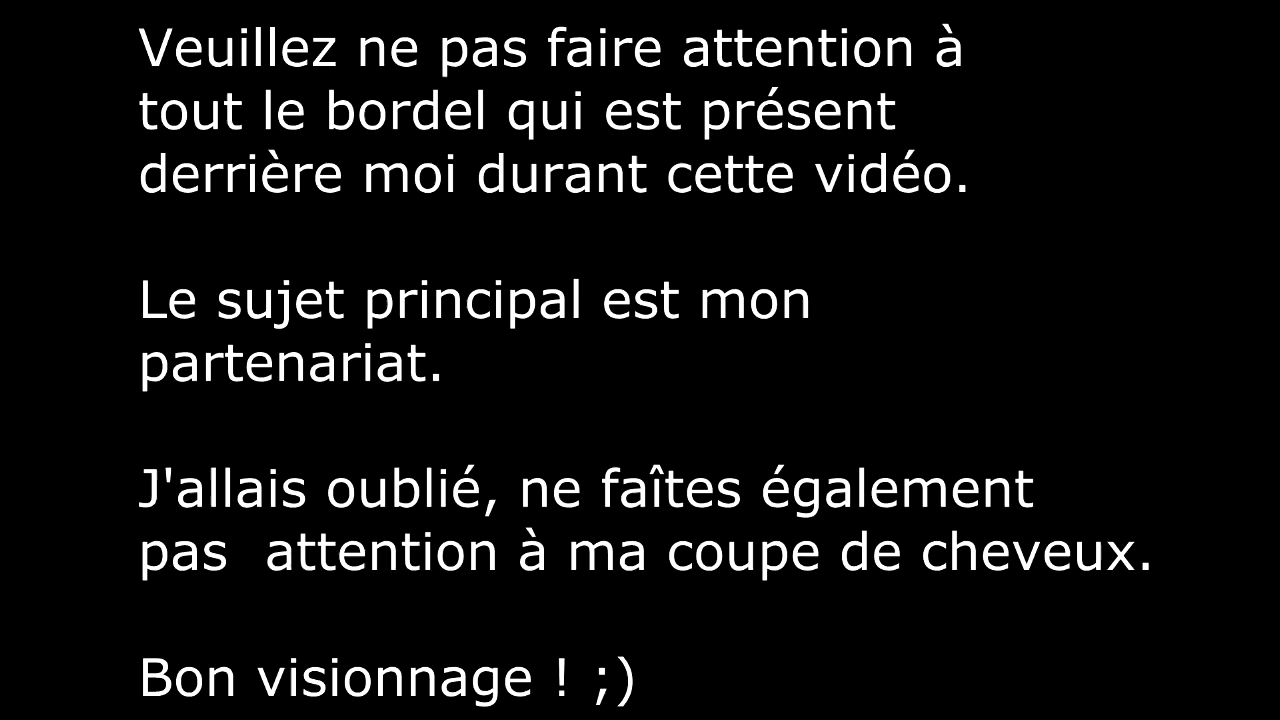 Veuillez ne pas faire attention à
tout le bordel qui est présent
derrière moi durant cette vidéo.
Le sujet principal est mon
partenariat.
J'allais oublié, ne faîtes également
pas  attention à ma coupe de cheveux.
Bon visionnage ! ;)